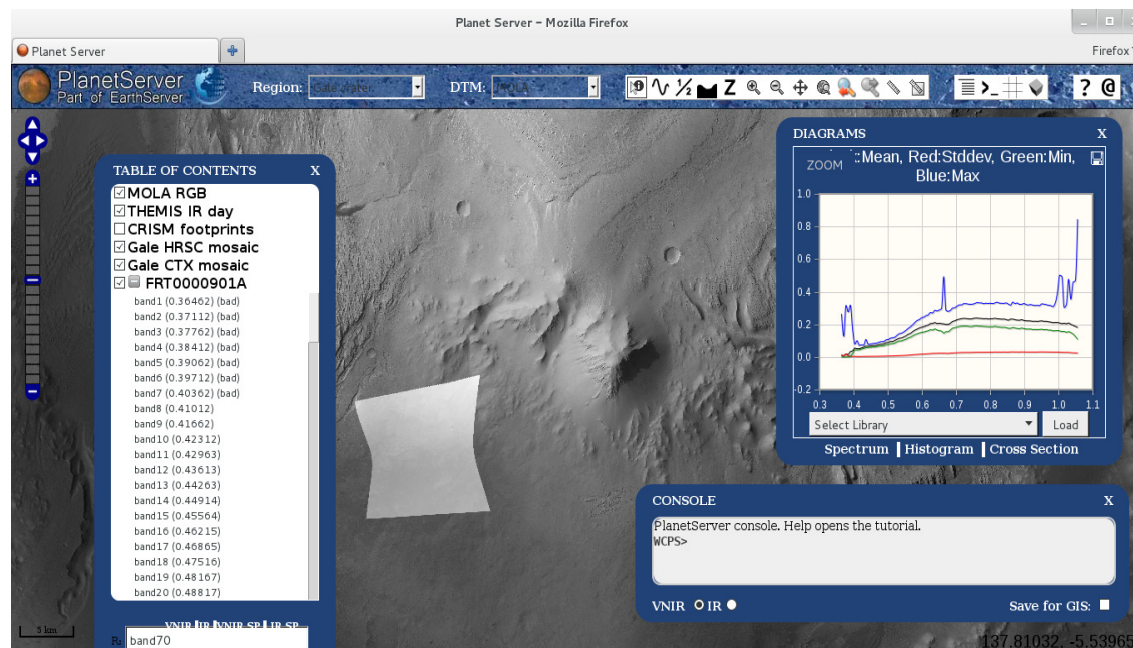 Planet Server - Mozilla Firefox
Planet Server
Firefox
PlanetServer
Part of EarthServer
Region:
DTM:
TABLE OF CONTENTS X
MOLA RGB
THEMIS IR day
CRISM footprints
Gale HRSC mosaic
Gale CTX mosaic
FRT0000901A
band1 (0.36462) (bad)
band2 (0.37112) (bad)
band3 (0.37762) (bad)
band4 (0.38412) (bad)
band5 (0.39062) (bad)
band6 (0.39712) (bad)
band7 (0.40362) (bad)
band8 (0.41012)
band9 (0.41662)
band10 (0.42312)
band11 (0.42963)
band12 (0.43613)
band13 (0.44263)
band14 (0.44914)
band15 (0.45564)
band16 (0.46215)
band17 (0.46865)
band18 (0.47516)
band19 (0.48167)
band20 (0.48817)
VNIR IR VNIR SP IR SP
R: band70
5 km
DIAGRAMS X
ZOOM :Mean, Red:Stddev, Green:Min,
Blue:Max
1.0
0.8
0.6
0.4
0.2
0.0
-0.2
0.3 0.4 0.5 0.6 0.7 0.8 0.9 1.0 1.1
Select Library Load
Spectrum Histogram Cross Section
CONSOLE X
PlanetServer console. Help opens the tutorial.
WCPS>
VNIR IR Save for GIS:
137.81032, -5.53965